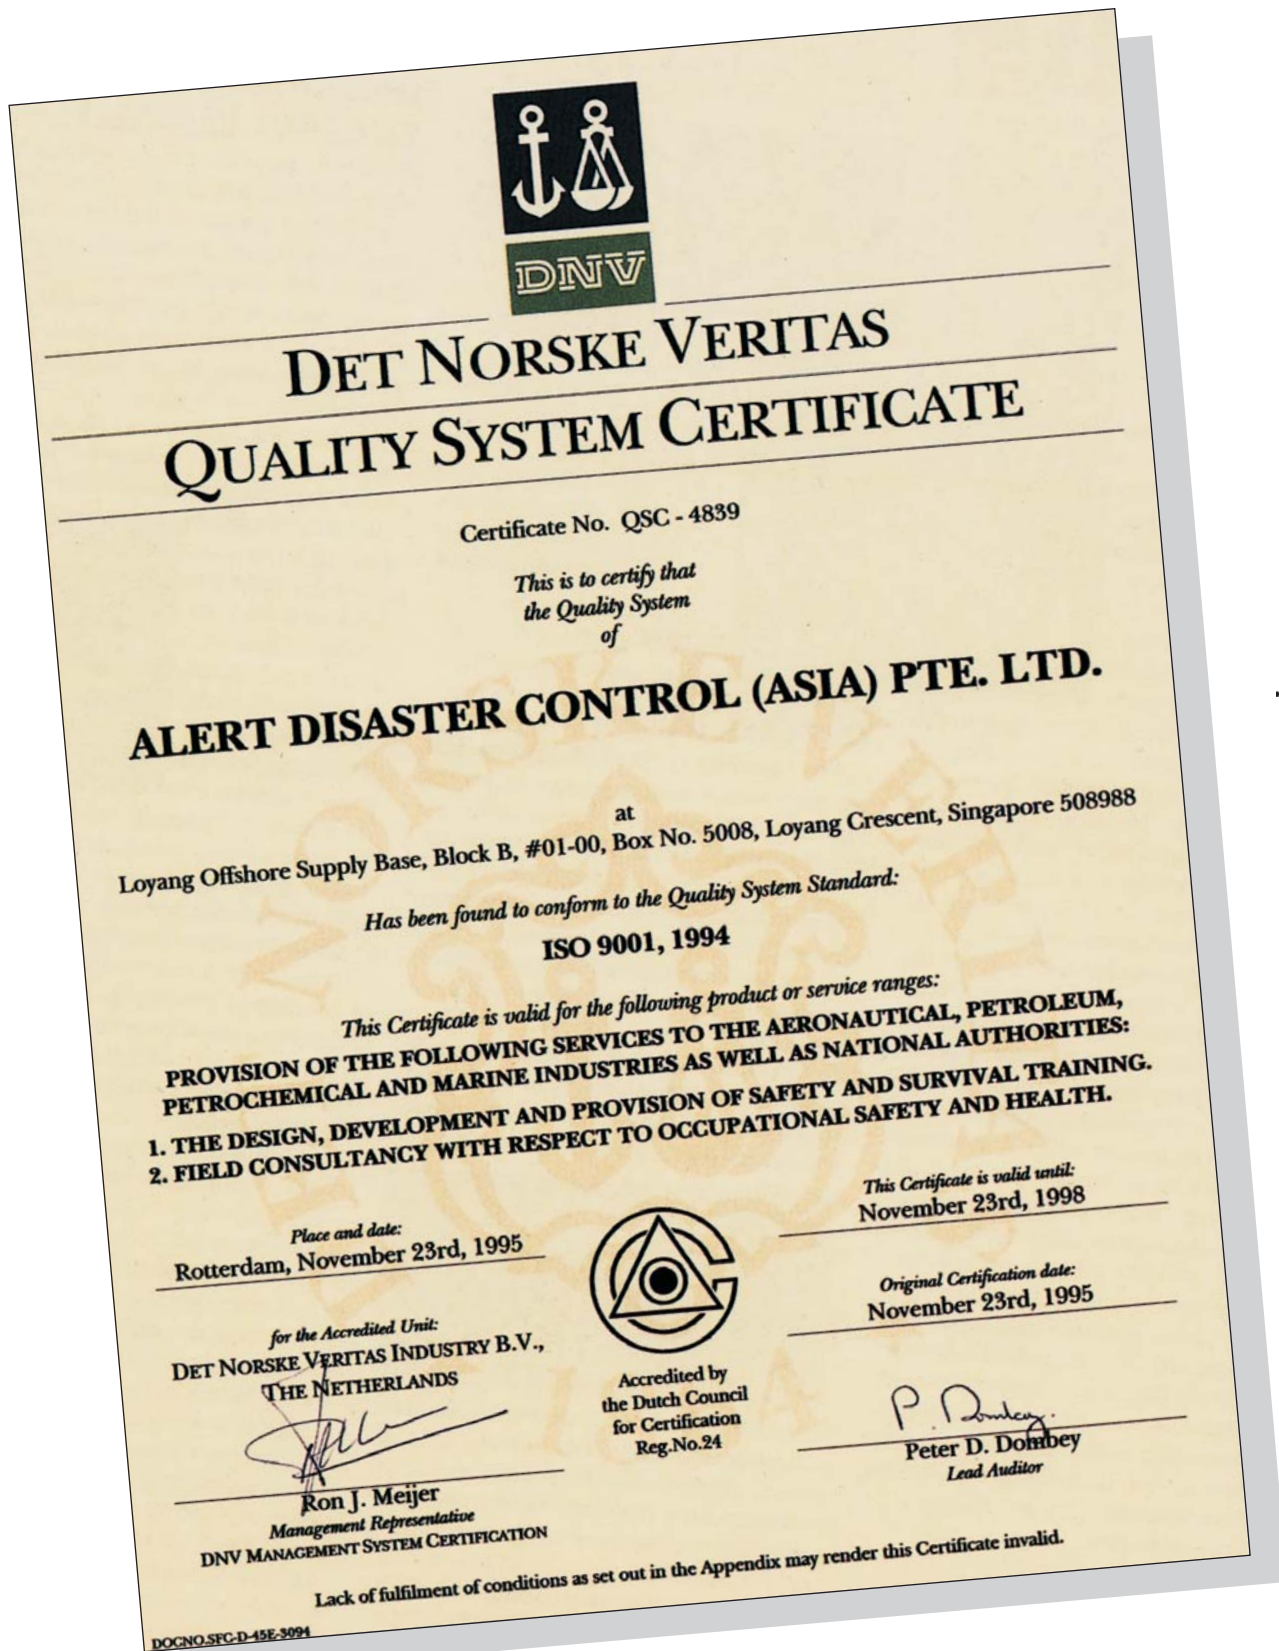 DNV
DET NORSKE VERITAS
QUALITY SYSTEM CERTIFICATE
Certificate No. QSC - 4839
This is to certify that
the Quality System
of
ALERT DISASTER CONTROL (ASIA) PTE. LTD.
at
Loyang Offshore Supply Base, Block B, #01-00, Box No. 5008, Loyang Crescent, Singapore 508988
Has been found to conform to the Quality System Standard:
ISO 9001, 1994
This Certificate is valid for the following product or service ranges:
PROVISION OF THE FOLLOWING SERVICES TO THE AERONAUTICAL, PETROLEUM,
PETROCHEMICAL AND MARINE INDUSTRIES AS WELL AS NATIONAL AUTHORITIES:
1. THE DESIGN, DEVELOPMENT AND PROVISION OF SAFETY AND SURVIVAL TRAINING.
2. FIELD CONSULTANCY WITH RESPECT TO OCCUPATIONAL SAFETY AND HEALTH.
Place and date:
Rotterdam, November 23rd, 1995
This Certificate is valid until:
November 23rd, 1998
Original Certification date:
November 23rd, 1995
for the Accredited Unit:
DET NORSKE VERITAS INDUSTRY B.V.,
THE NETHERLANDS
Accredited by
the Dutch Council
for Certification
Reg.No.24
P. Dombey.
Peter D. Dombey
Lead Auditor
Ron J. Meijer
Management Representative
DNV MANAGEMENT SYSTEM CERTIFICATION
Lack of fulfilment of conditions as set out in the Appendix may render this Certificate invalid.
DOCNO.SFC-D-45E-3094